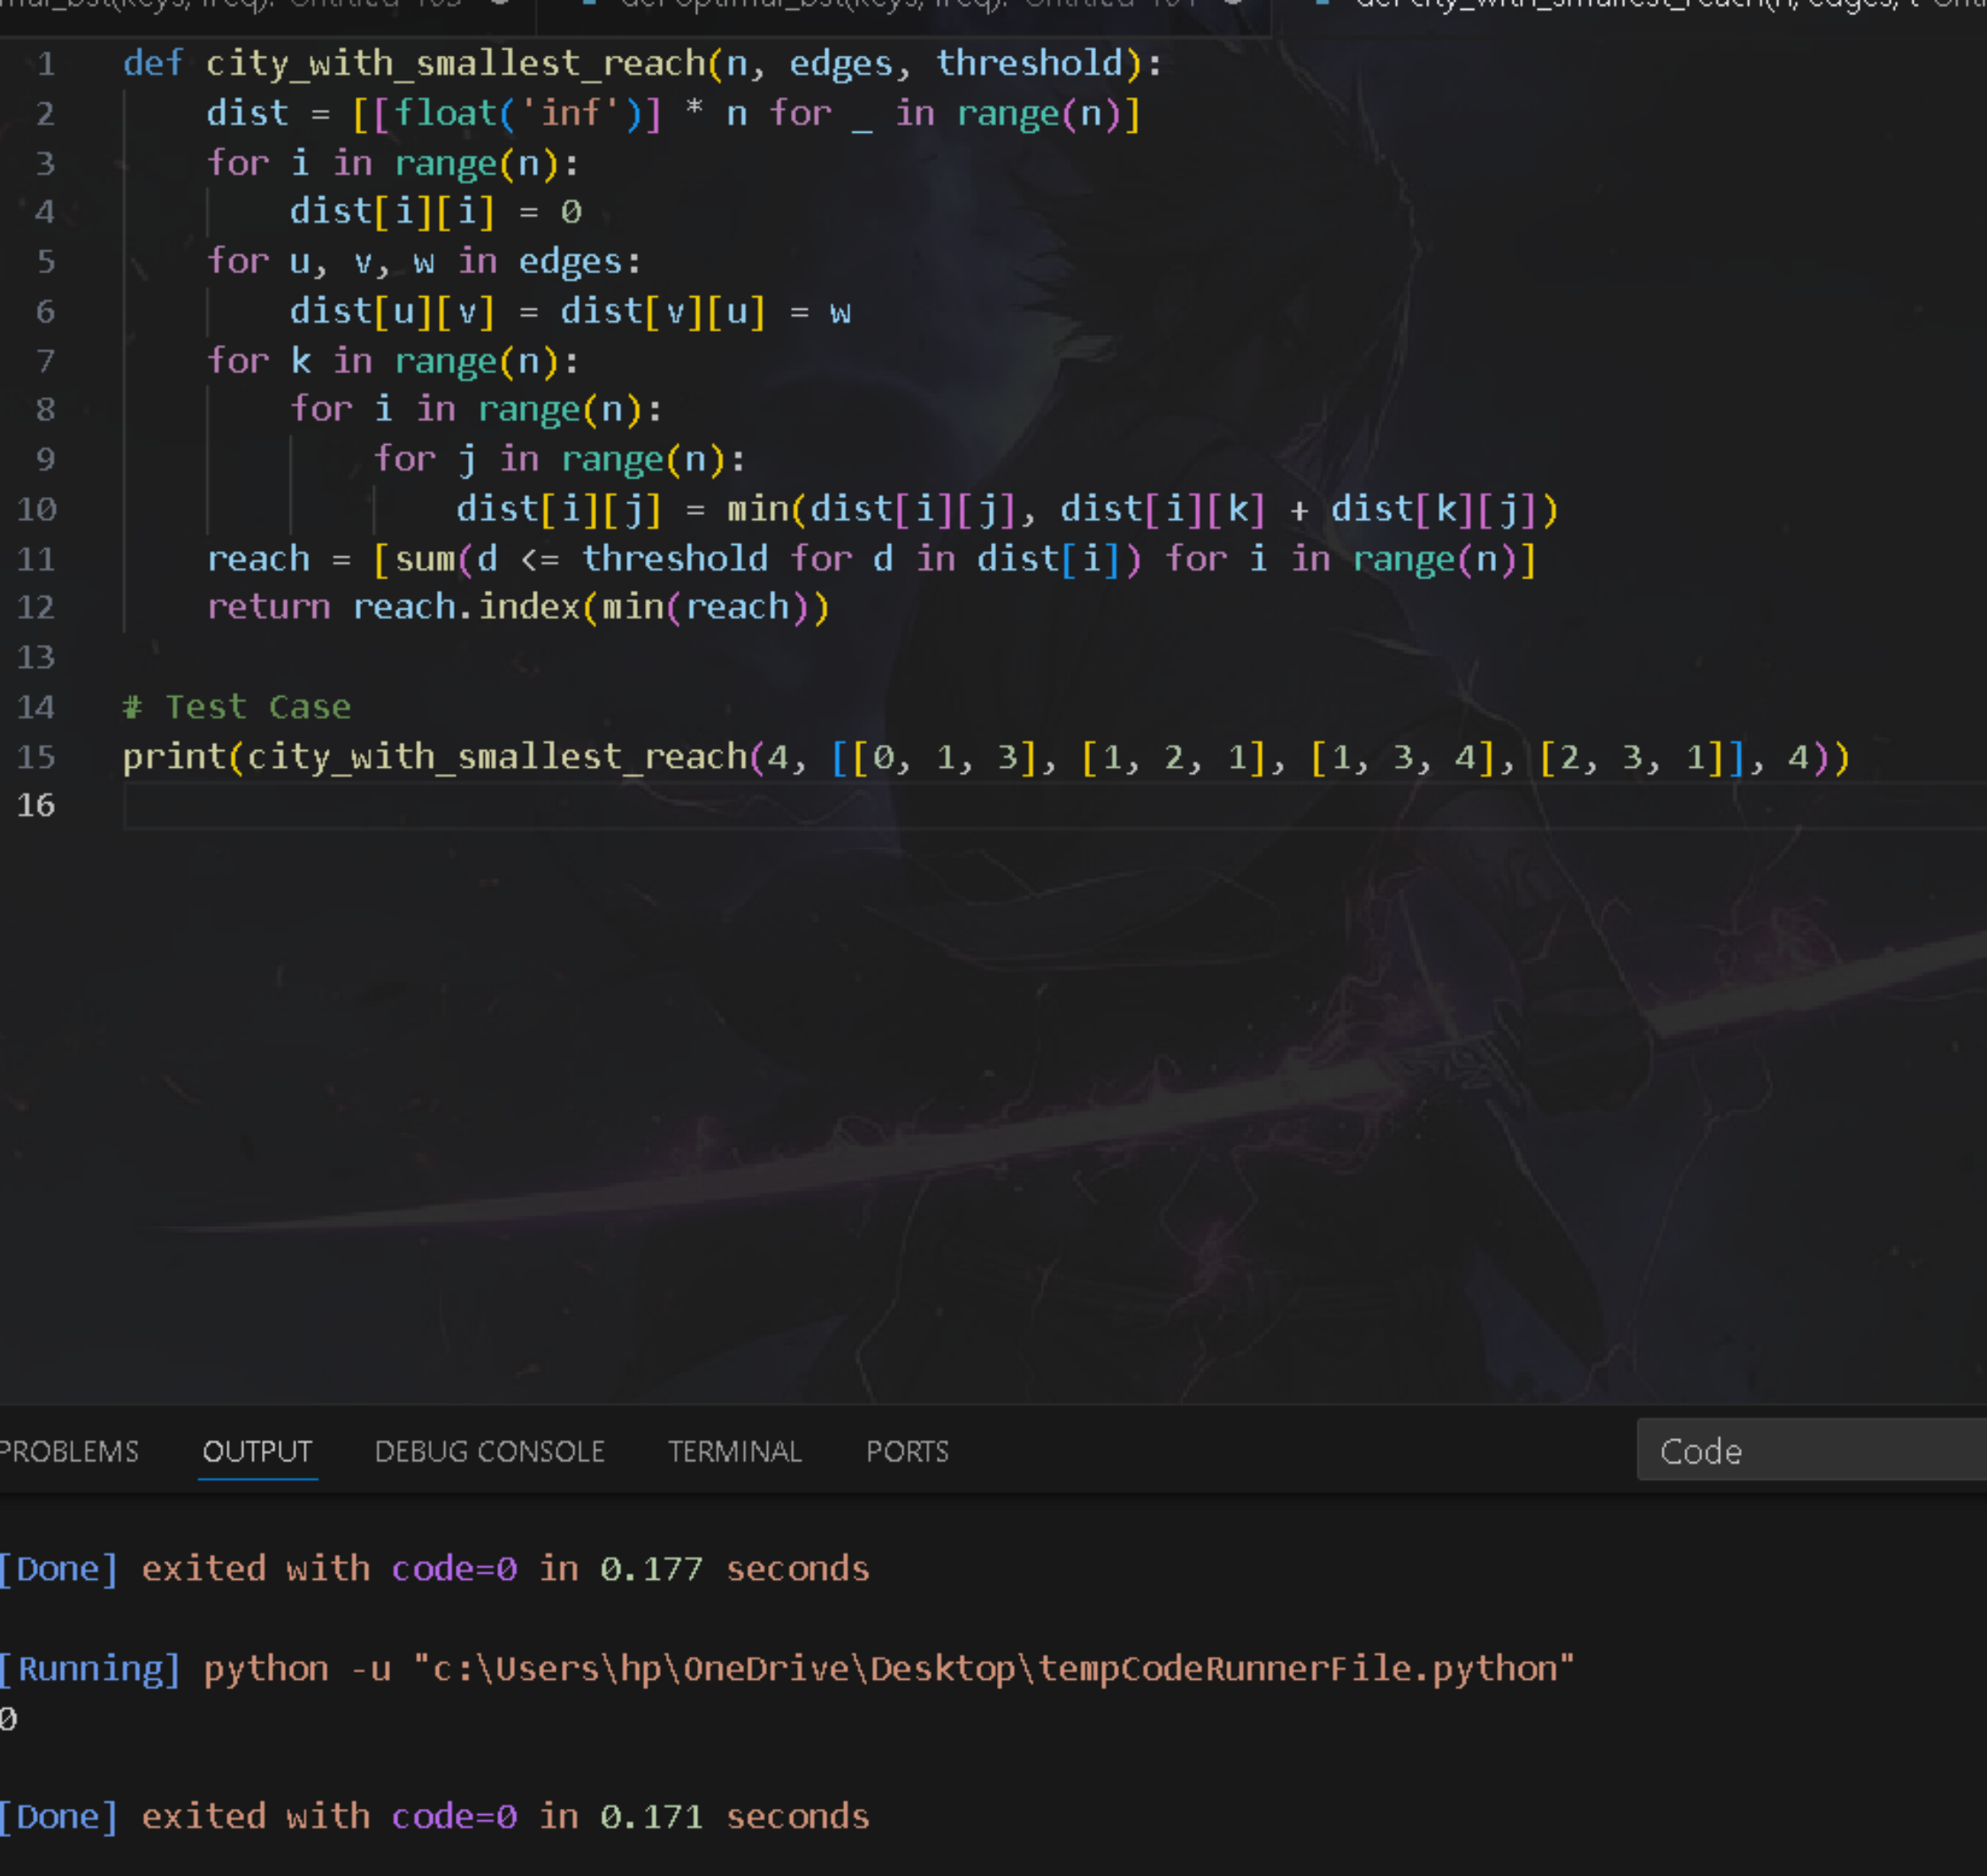 def city_with_smallest_reach(n, edges, threshold):
1 def city_with_smallest_reach(n, edges, threshold):
2 dist = [[float('inf')] * n for _ in range(n)]
3 for i in range(n):
4 dist[i][i] = 0
5 for u, v, w in edges:
6 dist[u][v] = dist[v][u] = w
7 for k in range(n):
8 for i in range(n):
9 for j in range(n):
10 dist[i][j] = min(dist[i][j], dist[i][k] + dist[k][j])
11 reach = [sum(d <= threshold for d in dist[i]) for i in range(n)]
12 return reach.index(min(reach))
13
14 # Test Case
15 print(city_with_smallest_reach(4, [[0, 1, 3], [1, 2, 1], [1, 3, 4], [2, 3, 1]], 4))
16
PROBLEMS OUTPUT DEBUG CONSOLE TERMINAL PORTS Code
[Done] exited with code=0 in 0.177 seconds
[Running] python -u "c:\Users\hp\OneDrive\Desktop\tempCodeRunnerFile.python"
0
[Done] exited with code=0 in 0.171 seconds